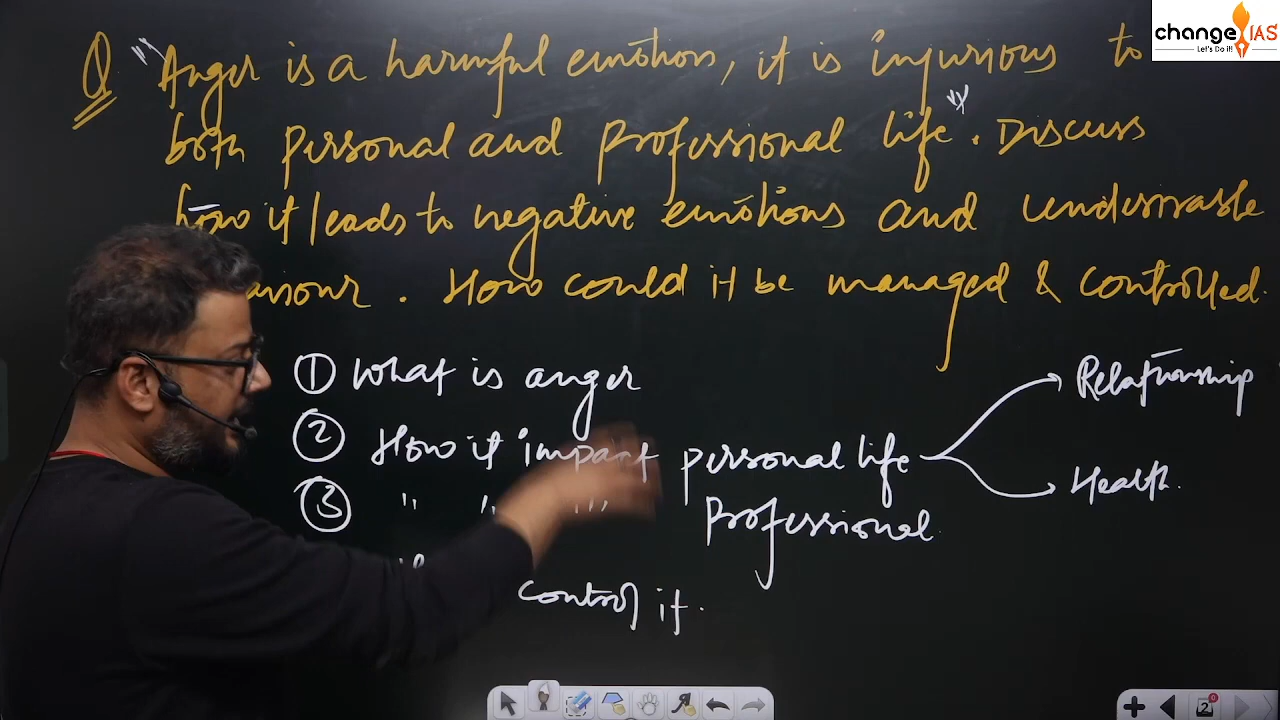 change IAS
Let's Do it!
Q "Anger is a harmful emotion, it is injurious to
both personal and professional life". Discuss
how it leads to negative emotions and undesirable
. How could it be managed & controlled.
① What is anger
② How it impact personal life → Relationship
→ Health.
③ " " " Professional
control it.
2